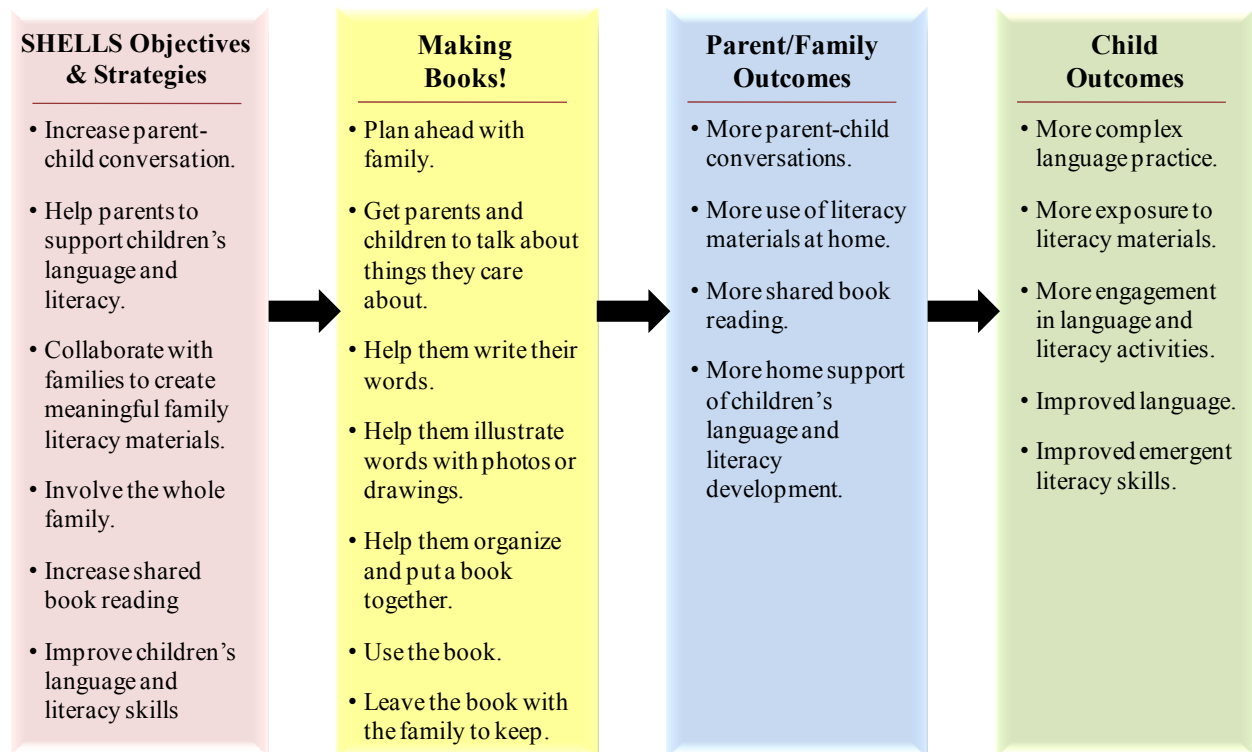 SHELLS Objectives
& Strategies
• Increase parent-
child conversation.
• Help parents to
support children's
language and
literacy.
• Collaborate with
families to create
meaningful family
literacy materials.
• Involve the whole
family.
• Increase shared
book reading
• Improve children's
language and
literacy skills
Making
Books!
• Plan ahead with
family.
• Get parents and
children to talk about
things they care
about.
• Help them write their
words.
• Help them illustrate
words with photos or
drawings.
• Help them organize
and put a book
together.
• Use the book.
• Leave the book with
the family to keep.
Parent/Family
Outcomes
• More parent-child
conversations.
• More use of literacy
materials at home.
• More shared book
reading.
• More home support
of children's
language and
literacy
development.
Child
Outcomes
• More complex
language practice.
• More exposure to
literacy materials.
• More engagement
in language and
literacy activities.
• Improved language.
• Improved emergent
literacy skills.